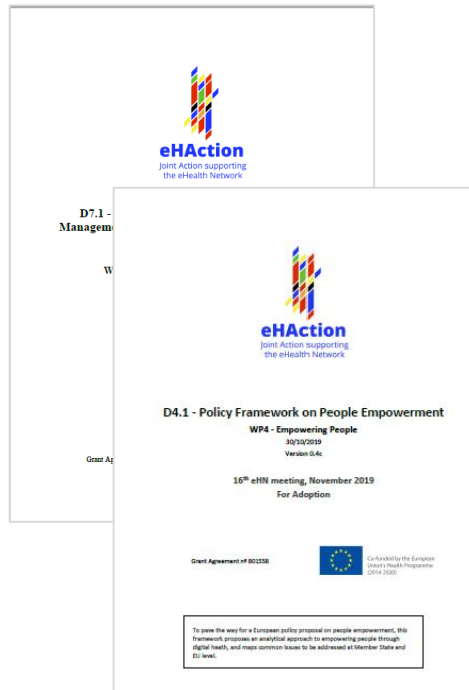 eHAction
Joint Action supporting
the eHealth Network
D7.1 -
Managem
W
Grant Ag
eHAction
Joint Action supporting
the eHealth Network
D4.1 - Policy Framework on People Empowerment
WP4 - Empowering People
30/10/2019
Version 0.4c
16th eHN meeting, November 2019
For Adoption
Grant Agreement nº 801558
Co-funded by the European
Union's Health Programme
(2014-2020)
To pave the way for a European policy proposal on people empowerment, this
framework proposes an analytical approach to empowering people through
digital health, and maps common issues to be addressed at Member State and
EU level.